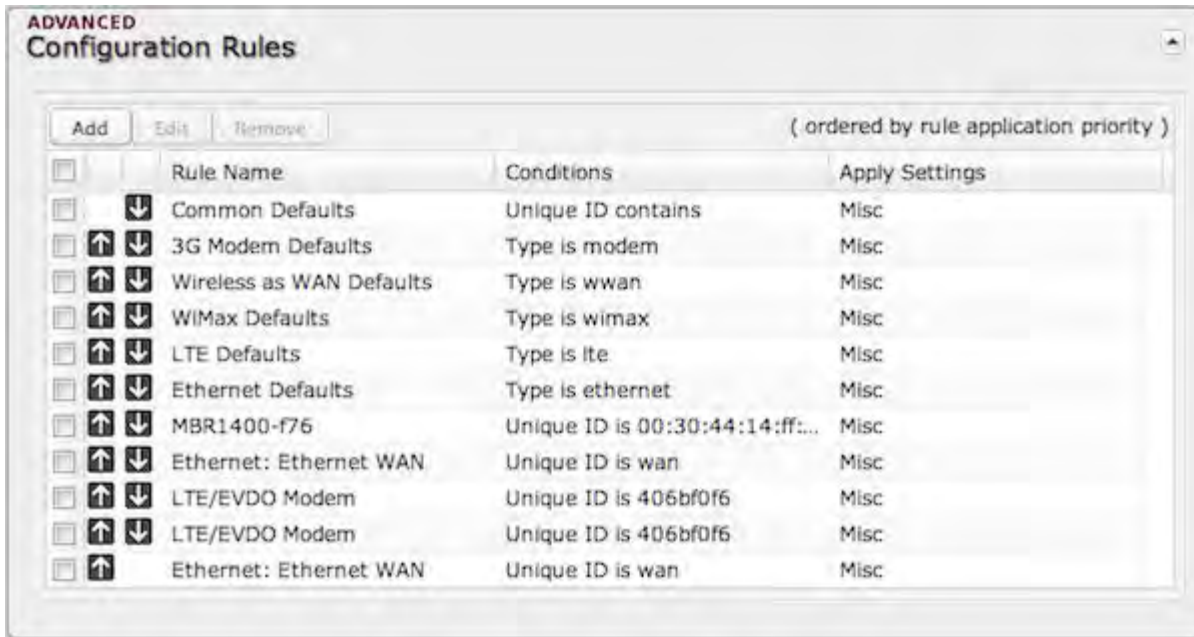 ADVANCED
Configuration Rules
Add Edit Remove ( ordered by rule application priority )
Rule Name Conditions Apply Settings
Common Defaults Unique ID contains Misc
3G Modem Defaults Type is modem Misc
Wireless as WAN Defaults Type is wwan Misc
WiMax Defaults Type is wimax Misc
LTE Defaults Type is lte Misc
Ethernet Defaults Type is ethernet Misc
MBR1400-f76 Unique ID is 00:30:44:14:ff:... Misc
Ethernet: Ethernet WAN Unique ID is wan Misc
LTE/EVDO Modem Unique ID is 406bf0f6 Misc
LTE/EVDO Modem Unique ID is 406bf0f6 Misc
Ethernet: Ethernet WAN Unique ID is wan Misc